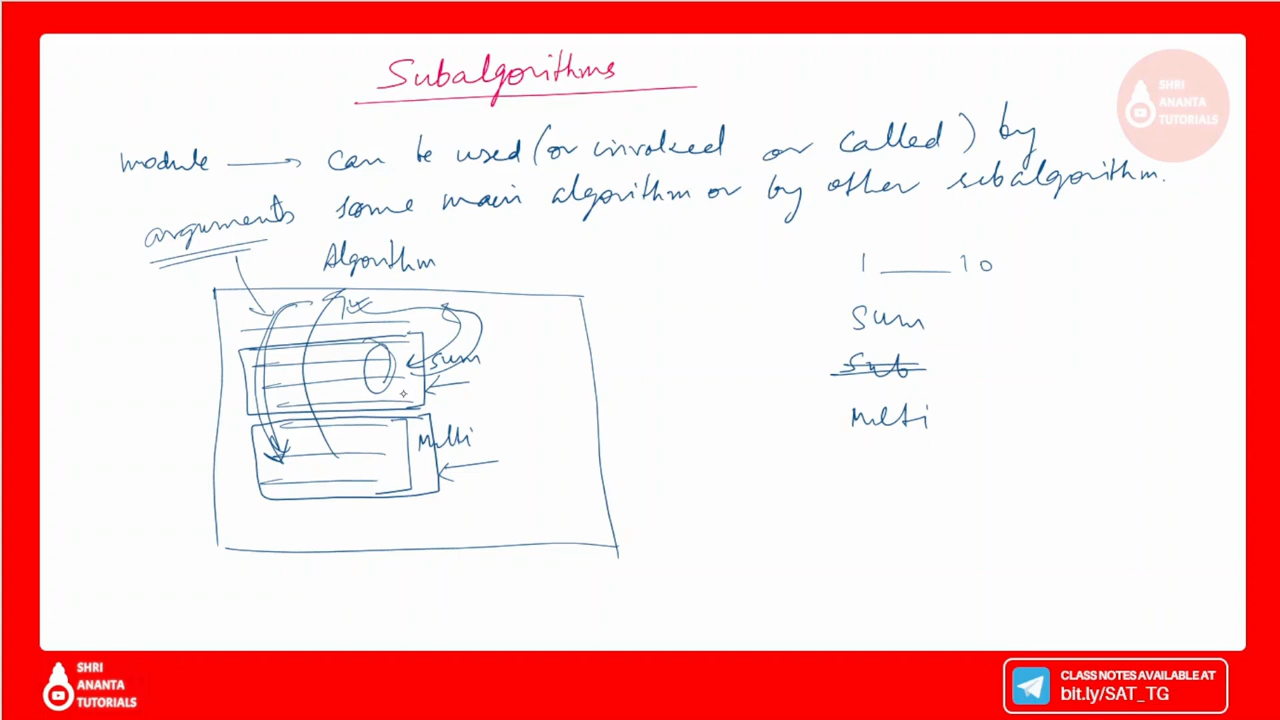 Subalgorithms
SHRI
ANANTA
TUTORIALS
module → can be used (or invoked or called) by
arguments some main algorithm or by other subalgorithm.
Algorithm
1 ___ 10
Sum
Sum
Sub
Multi
Multi
SHRI
ANANTA
TUTORIALS
CLASS NOTES AVAILABLE AT
bit.ly/SAT_TG